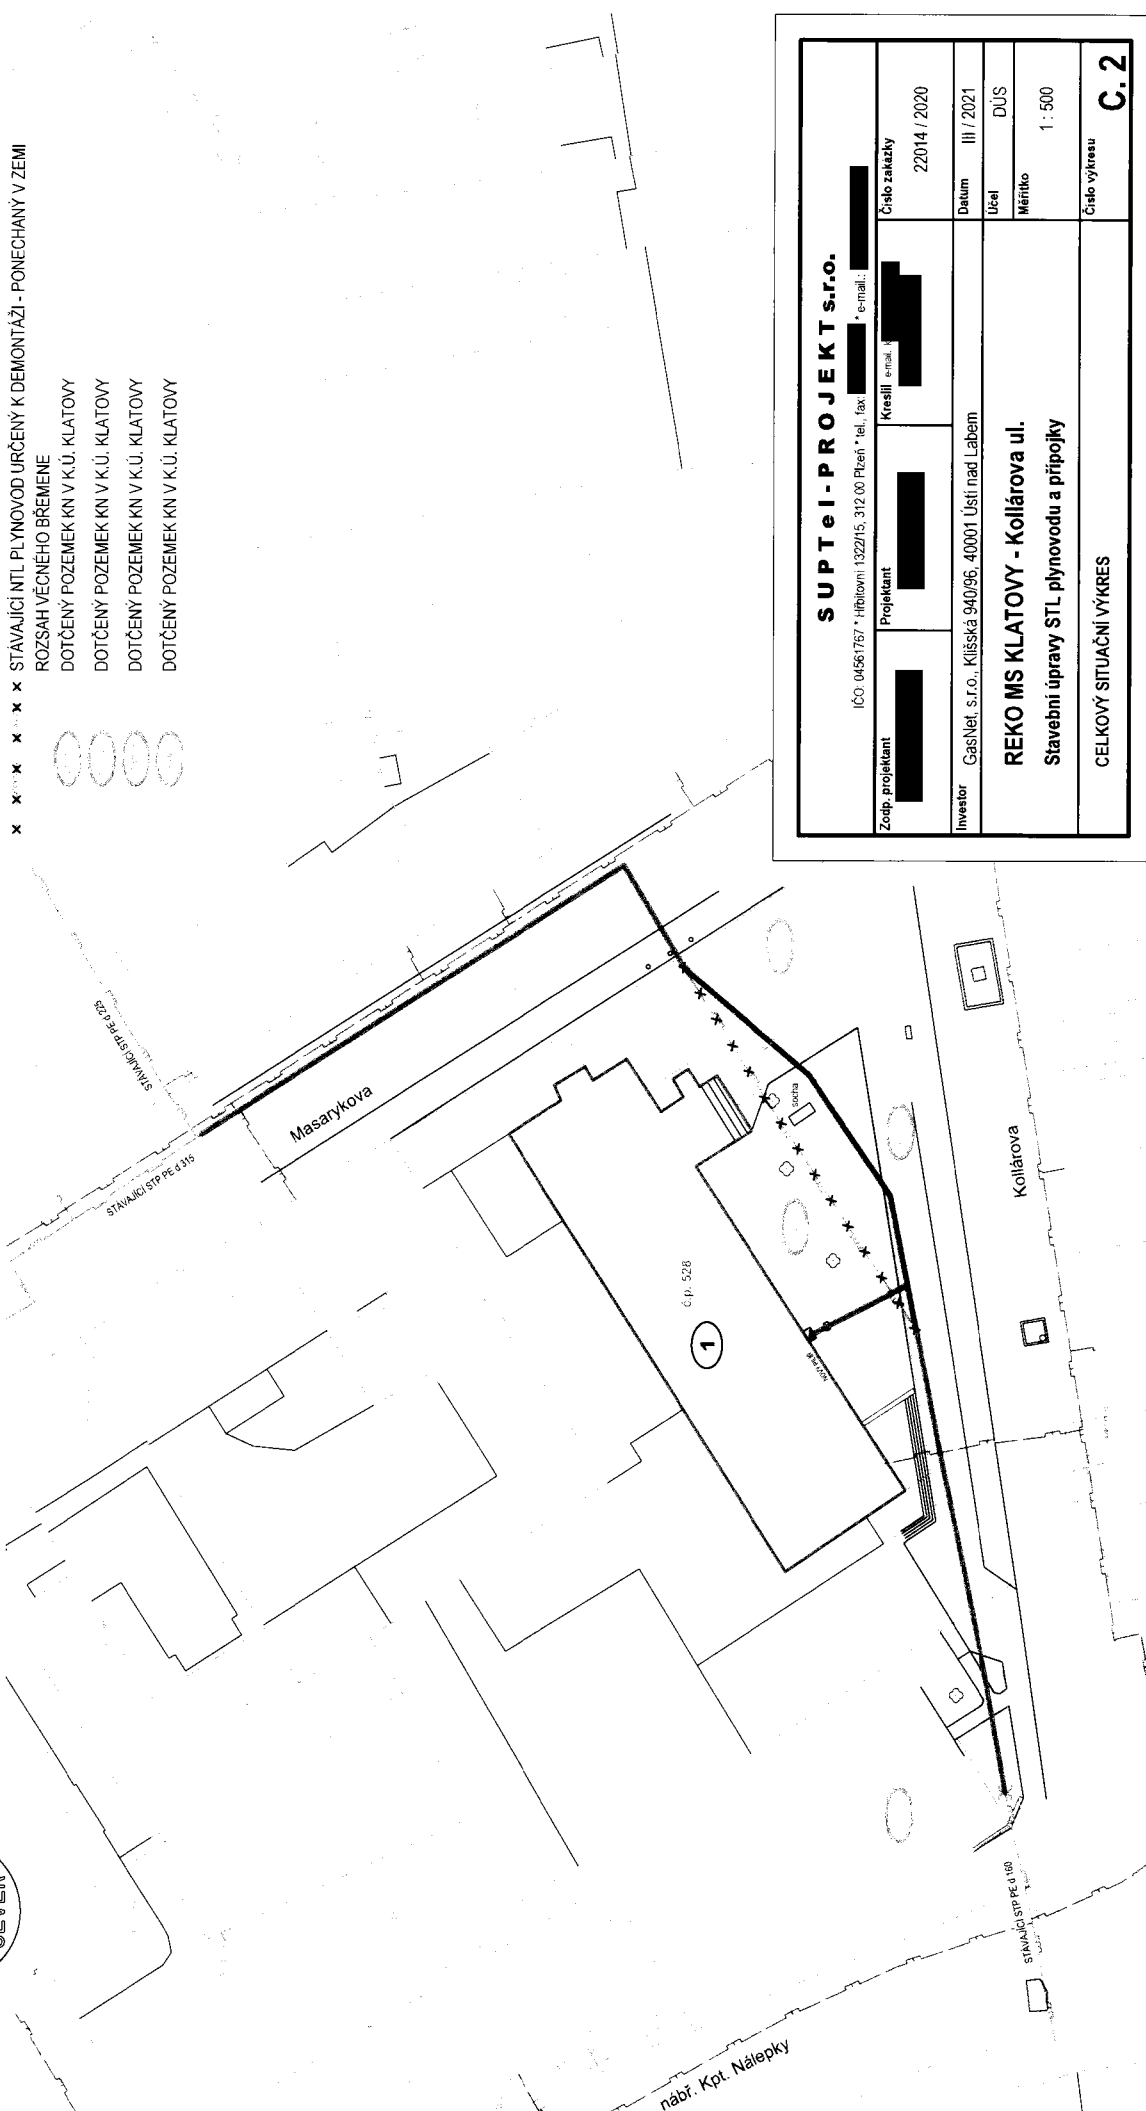 STÁVAJÍCÍ NTL PLYNOVOD URČENÝ K DEMONTÁŽI - PONECHANÝ V ZEMI
ROZSAH VĚCNÉHO BŘEMENE
DOTČENÝ POZEMEK KN V K.Ú. KLATOVY
DOTČENÝ POZEMEK KN V K.Ú. KLATOVY
DOTČENÝ POZEMEK KN V K.Ú. KLATOVY
DOTČENÝ POZEMEK KN V K.Ú. KLATOVY
STÁVAJÍCÍ STP PE d 225
STÁVAJÍCÍ STP PE d 315
Masarykova
č.p. 528
1
socha
NOVÝ PILÍŘ
Kollárova
STÁVAJÍCÍ STP PE d 160
nábř. Kpt. Nálepky
SUPTel-PROJEKT s.r.o.
IČO: 04561767 * Hřbitovní 1322/15, 312 00 Plzeň * tel., fax: * e-mail.:
Zodp. projektant
Projektant
Kreslil e-mail.
Číslo zakázky
22014 / 2020
Investor GasNet, s.r.o., Klíšská 940/96, 40001 Ústí nad Labem
Datum III / 2021
REKO MS KLATOVY - Kollárova ul.
Stavební úpravy STL plynovodu a přípojky
Účel DÚS
Měřítko
1 : 500
CELKOVÝ SITUAČNÍ VÝKRES
Číslo výkresu
C. 2